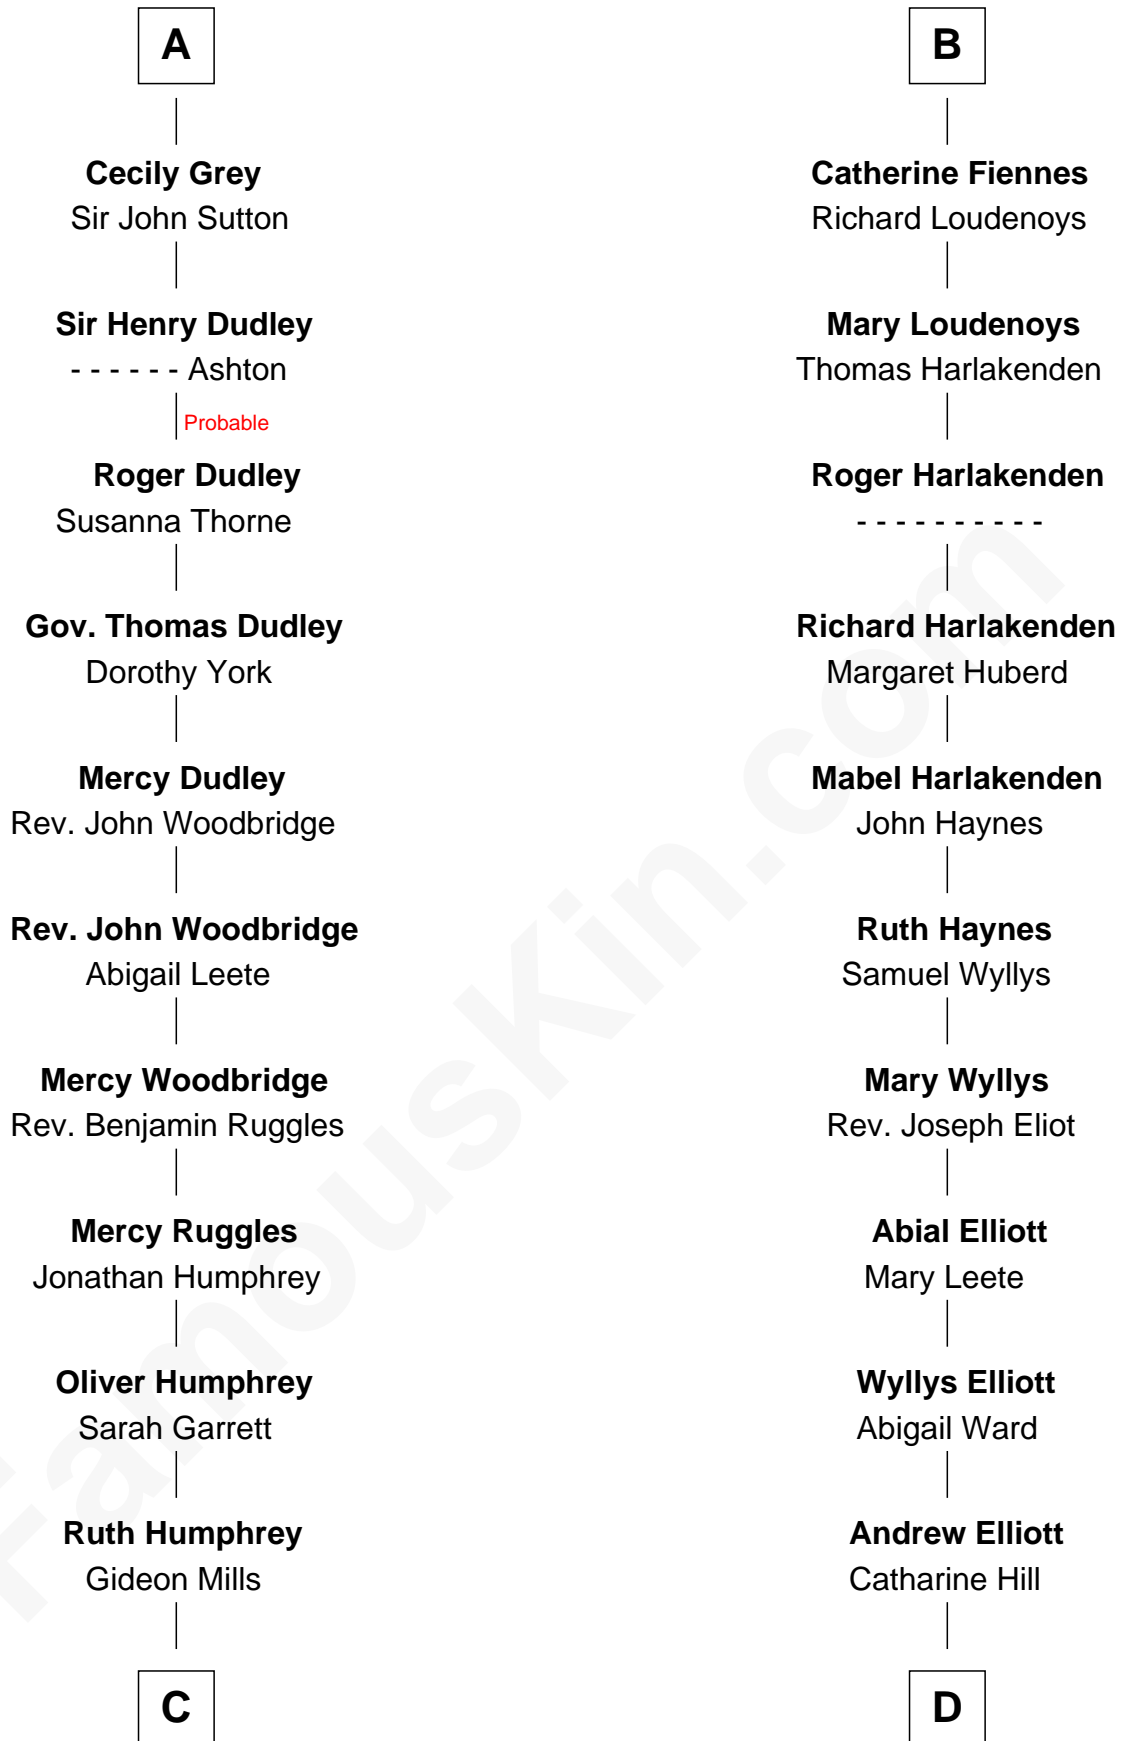 A
Cecily Grey
Sir John Sutton
Sir Henry Dudley
- - - - - - Ashton
Probable
Roger Dudley
Susanna Thorne
Gov. Thomas Dudley
Dorothy York
Mercy Dudley
Rev. John Woodbridge
Rev. John Woodbridge
Abigail Leete
Mercy Woodbridge
Rev. Benjamin Ruggles
Mercy Ruggles
Jonathan Humphrey
Oliver Humphrey
Sarah Garrett
Ruth Humphrey
Gideon Mills
C
B
Catherine Fiennes
Richard Loudenoys
Mary Loudenoys
Thomas Harlakenden
Roger Harlakenden
- - - - - - - - - -
Richard Harlakenden
Margaret Huberd
Mabel Harlakenden
John Haynes
Ruth Haynes
Samuel Wyllys
Mary Wyllys
Rev. Joseph Eliot
Abial Elliott
Mary Leete
Wyllys Elliott
Abigail Ward
Andrew Elliott
Catharine Hill
D
FamousKin.com